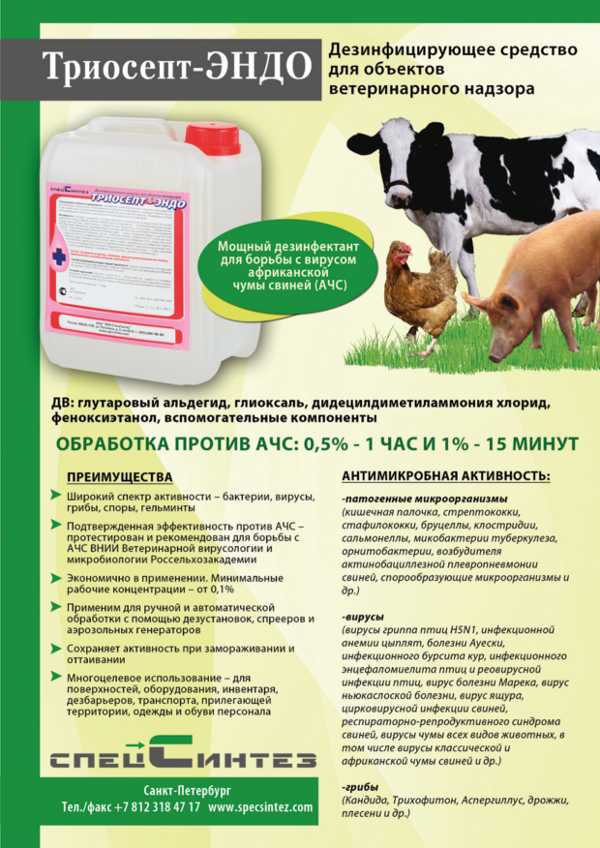 Триосепт-ЭНДО
Дезинфицирующее средство
для объектов
ветеринарного надзора
СПЕЦСИНТЕЗ
ТРИОСЕПТ-ЭНДО
Мощный дезинфектант
для борьбы с вирусом
африканской
чумы свиней (АЧС)
ДВ: глутаровый альдегид, глиоксаль, дидецилдиметиламмония хлорид,
феноксиэтанол, вспомогательные компоненты
ОБРАБОТКА ПРОТИВ АЧС: 0,5% - 1 ЧАС И 1% - 15 МИНУТ
ПРЕИМУЩЕСТВА
Широкий спектр активности – бактерии, вирусы,
грибы, споры, гельминты
Подтвержденная эффективность против АЧС –
протестирован и рекомендован для борьбы с
АЧС ВНИИ Ветеринарной вирусологии и
микробиологии Россельхозакадемии
Экономично в применении. Минимальные
рабочие концентрации – от 0,1%
Применим для ручной и автоматической
обработки с помощью дезустановок, спрееров и
аэрозольных генераторов
Сохраняет активность при замораживании и
оттаивании
Многоцелевое использование – для
поверхностей, оборудования, инвентаря,
дезбарьеров, транспорта, прилегающей
территории, одежды и обуви персонала
АНТИМИКРОБНАЯ АКТИВНОСТЬ:
-патогенные микроорганизмы
(кишечная палочка, стрептококки,
стафилококки, бруцеллы, клостридии,
сальмонеллы, микобактерии туберкулеза,
орнитобактерии, возбудителя
актинобациллезной плевропневмонии
свиней, спорообразующие микроорганизмы и
др.)
-вирусы
(вирусы гриппа птиц H5N1, инфекционной
анемии цыплят, болезни Ауески,
инфекционного бурсита кур, инфекционного
энцефаломиелита птиц и реовирусной
инфекции птиц, вирус болезни Марека, вирус
ньюкаслоской болезни, вирус ящура,
цирковирусной инфекции свиней,
респираторно-репродуктивного синдрома
свиней, вирусы чумы всех видов животных, в
том числе вирусы классической и
африканской чумы свиней и др.)
-грибы
(Кандида, Трихофитон, Аспергиллус, дрожжи,
плесени и др.)
СПЕЦСИНТЕЗ
Санкт-Петербург
Тел./факс +7 812 318 47 17 www.specsintez.com